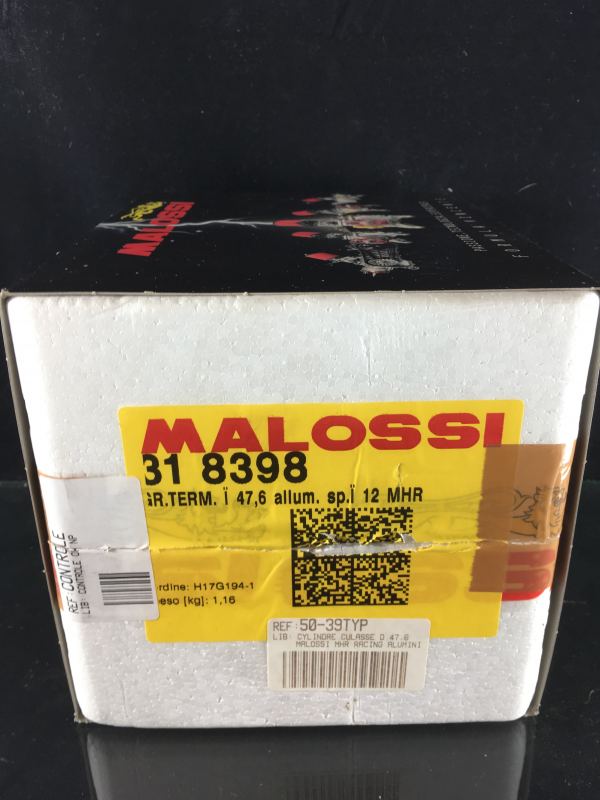 MALOSSI
MALOSSI
31 8398
GR.TERM. Ï 47,6 allum. sp.Ï 12 MHR
ordine: H17G194-1
peso [kg]: 1,16
REF: CONTROLE
LIB: CONTROLE OK NP
REF: 50-39TYP
LIB: CYLINDRE CULASSE D 47.6
MALOSSI MHR RACING ALUMINI